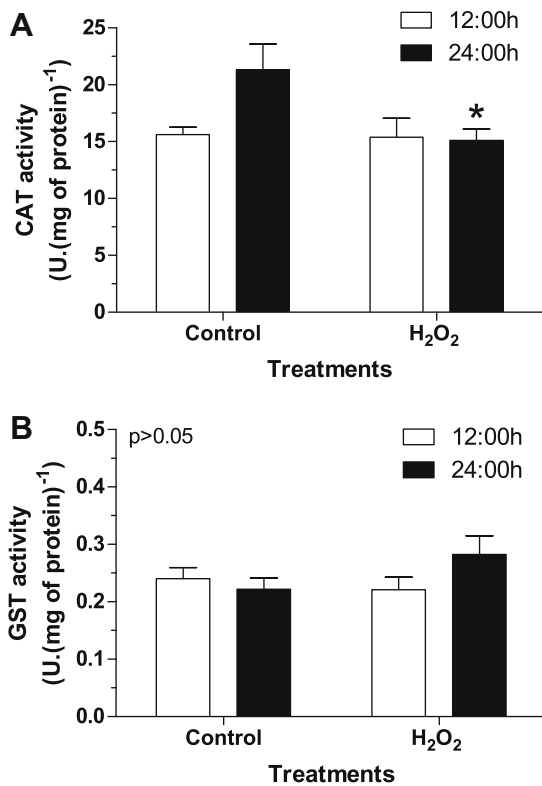 A
12:00h
24:00h
CAT activity
(U.(mg of protein)⁻¹)
25
20
15
10
5
0
*
Control
H₂O₂
Treatments
B
p>0.05
12:00h
24:00h
GST activity
(U.(mg of protein)⁻¹)
0.5
0.4
0.3
0.2
0.1
0.0
Control
H₂O₂
Treatments